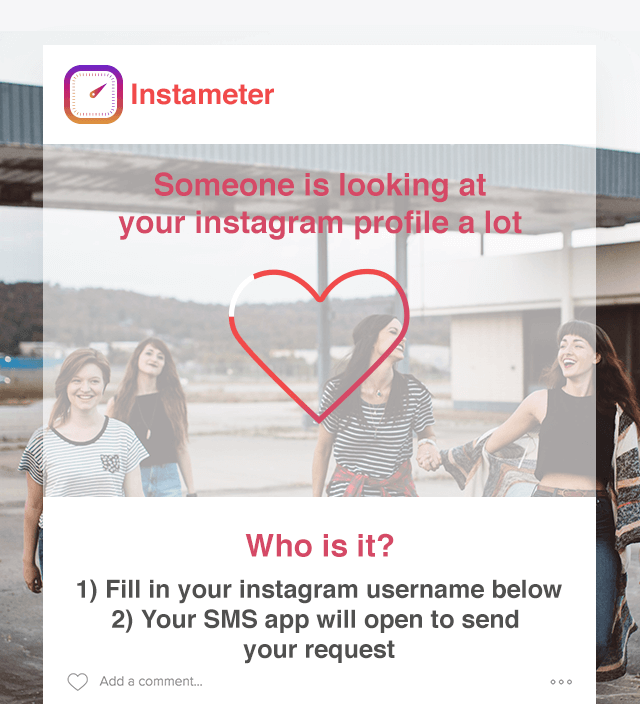 Instameter
Someone is looking at
your instagram profile a lot
Who is it?
1) Fill in your instagram username below
2) Your SMS app will open to send
your request
Add a comment...